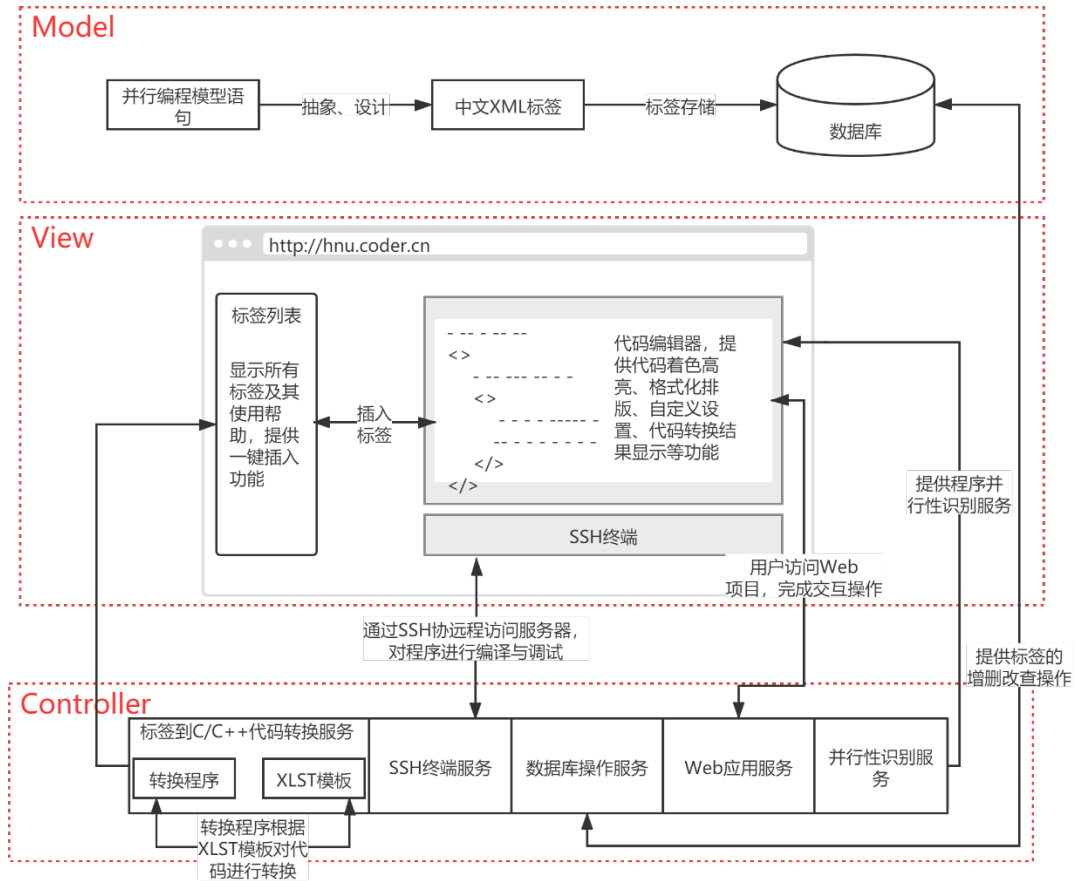 Model
并行编程模型语
句
抽象、设计
中文XML标签
标签存储
数据库
View
http://hnu.coder.cn
标签列表
显示所有
标签及其
使用帮
助，提供
一键插入
功能
插入
标签
- -- - -- --
<>
- -- --- -- - -
<>
- - - ----- - -
-- - - - - - -
</>
</>
代码编辑器，提
供代码着色高
亮、格式化排
版、自定义设
置、代码转换结
果显示等功能
SSH终端
提供程序并
行性识别服务
用户访问Web
项目，完成交互操作
通过SSH协远程访问服务器，
对程序进行编译与调试
提供标签的
增删改查操作
Controller
标签到C/C++代码转换服务
转换程序
XLST模板
SSH终端服务
数据库操作服务
Web应用服务
并行性识别服
务
转换程序根据
XLST模板对代
码进行转换